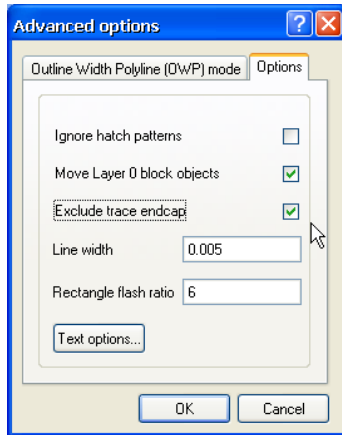 Advanced options
Outline Width Polyline (OWP) mode
Options
Ignore hatch patterns
Move Layer 0 block objects
Exclude trace endcap
Line width 0.005
Rectangle flash ratio 6
Text options...
OK Cancel